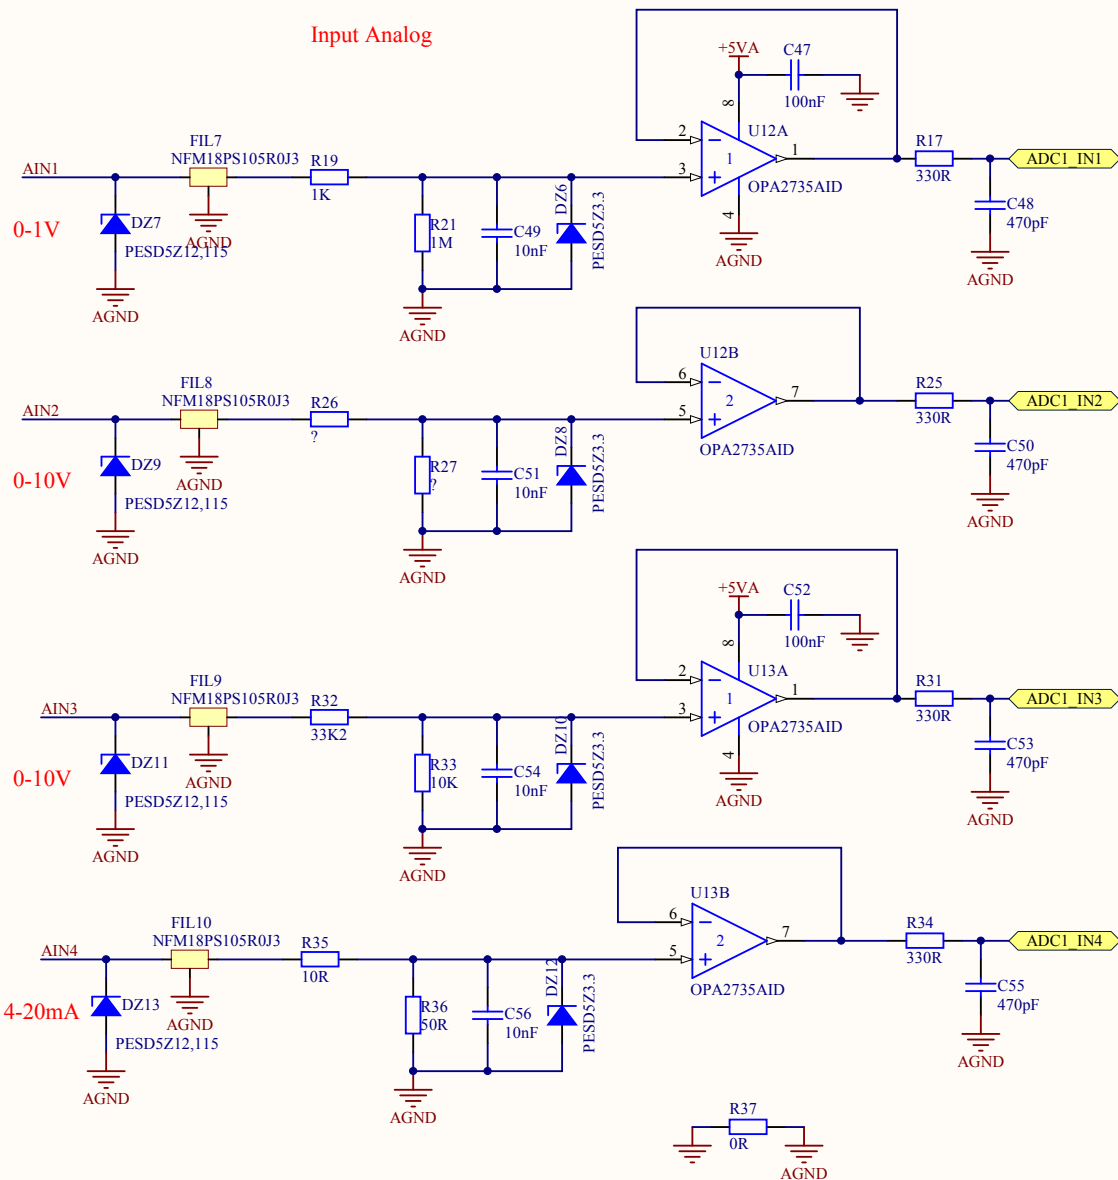 Input Analog
+5VA
C47
100nF
8
U12A
2
1
1
3
OPA2735AID
4
AGND
R17
330R
ADC1_IN1
C48
470pF
AGND
FIL7
NFM18PS105R0J3
AIN1
R19
1K
0-1V
DZ7
AGND
PESD5Z12,115
AGND
R21
1M
C49
10nF
DZ6
PESD5Z3.3
AGND
U12B
6
2
7
5
OPA2735AID
R25
330R
ADC1_IN2
C50
470pF
AGND
FIL8
NFM18PS105R0J3
AIN2
R26
?
0-10V
DZ9
AGND
PESD5Z12,115
AGND
R27
?
C51
10nF
DZ8
PESD5Z3.3
AGND
+5VA
C52
100nF
8
U13A
2
1
1
3
OPA2735AID
4
AGND
R31
330R
ADC1_IN3
C53
470pF
AGND
FIL9
NFM18PS105R0J3
AIN3
R32
33K2
0-10V
DZ11
AGND
PESD5Z12,115
AGND
R33
10K
C54
10nF
DZ10
PESD5Z3.3
AGND
U13B
6
2
7
5
OPA2735AID
R34
330R
ADC1_IN4
C55
470pF
AGND
FIL10
NFM18PS105R0J3
AIN4
R35
10R
4-20mA
DZ13
AGND
PESD5Z12,115
AGND
R36
50R
C56
10nF
DZ12
PESD5Z3.3
AGND
R37
0R
AGND